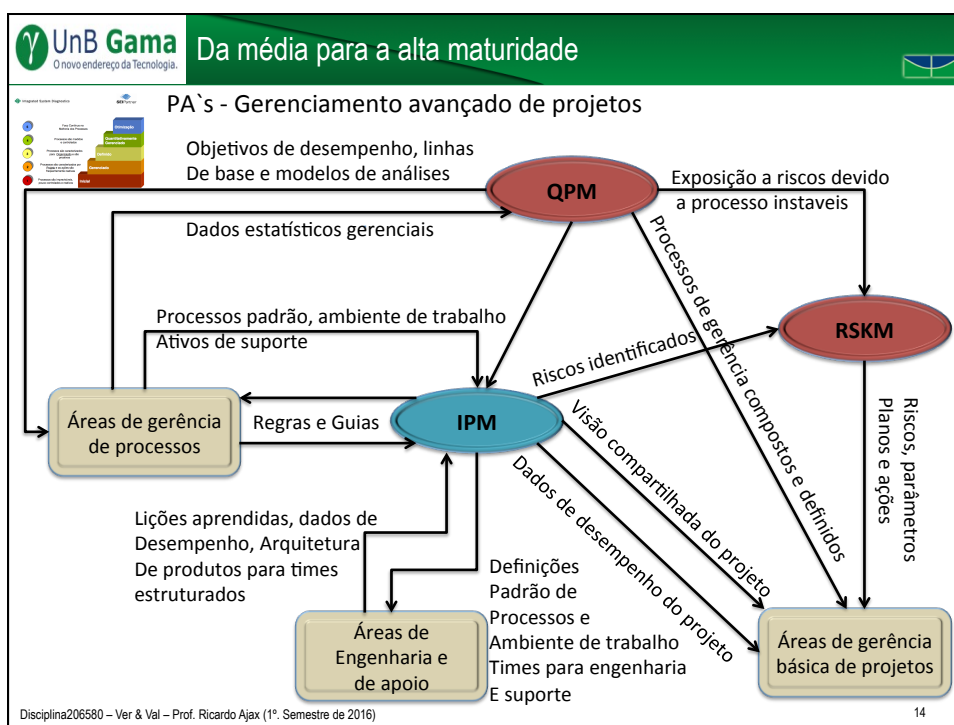 UnB Gama
O novo endereço da Tecnologia.
Da média para a alta maturidade
PA`s - Gerenciamento avançado de projetos
Objetivos de desempenho, linhas
De base e modelos de análises
QPM
Exposição a riscos devido
a processo instaveis
Dados estatísticos gerenciais
Processos de gerência compostos e definidos
Processos padrão, ambiente de trabalho
Ativos de suporte
RSKM
Riscos identificados
Áreas de gerência
de processos
Regras e Guias
IPM
Visão compartilhada do projeto
Dados de desempenho do projeto
Riscos, parâmetros
Planos e ações
Lições aprendidas, dados de
Desempenho, Arquitetura
De produtos para times
estruturados
Definições
Padrão de
Processos e
Ambiente de trabalho
Times para engenharia
E suporte
Áreas de
Engenharia e
de apoio
Áreas de gerência
básica de projetos
Disciplina206580 – Ver & Val – Prof. Ricardo Ajax (1º. Semestre de 2016)
14